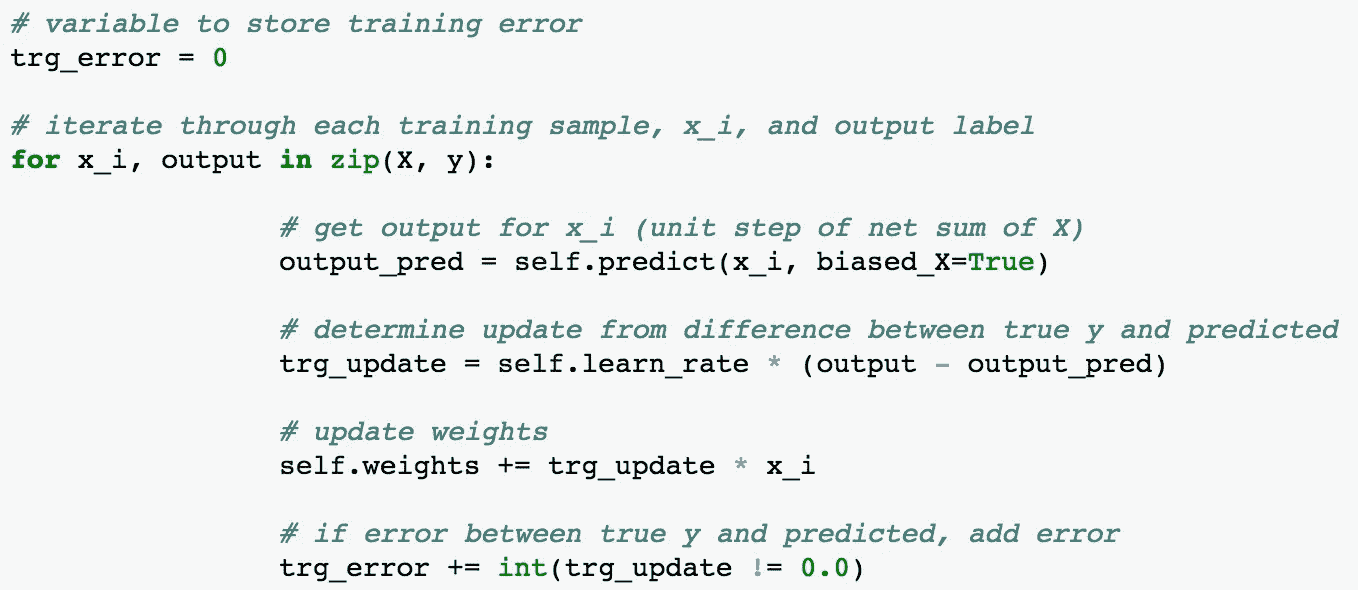 # variable to store training error
trg_error = 0
# iterate through each training sample, x_i, and output label
for x_i, output in zip(X, y):
# get output for x_i (unit step of net sum of X)
output_pred = self.predict(x_i, biased_X=True)
# determine update from difference between true y and predicted
trg_update = self.learn_rate * (output - output_pred)
# update weights
self.weights += trg_update * x_i
# if error between true y and predicted, add error
trg_error += int(trg_update != 0.0)